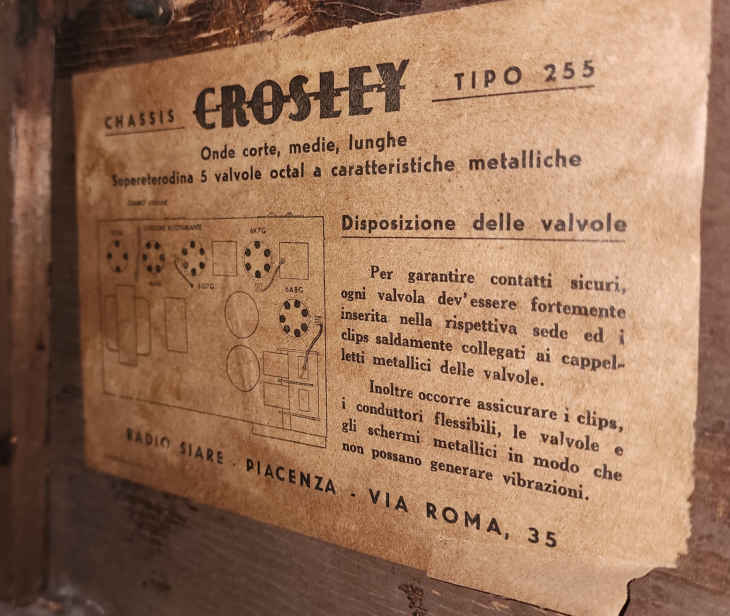 CHASSIS CROSLEY TIPO 255
Onde corte, medie, lunghe
Supereterodina 5 valvole octal a caratteristiche metalliche
6K7G
6Q7G
6A8G
Disposizione delle valvole
Per garantire contatti sicuri,
ogni valvola dev'essere fortemente
inserita nella rispettiva sede ed i
clips saldamente collegati ai cappel-
letti metallici delle valvole.
Inoltre occorre assicurare i clips,
i conduttori flessibili, le valvole e
gli schermi metallici in modo che
non possano generare vibrazioni.
RADIO SIARE - PIACENZA - VIA ROMA, 35